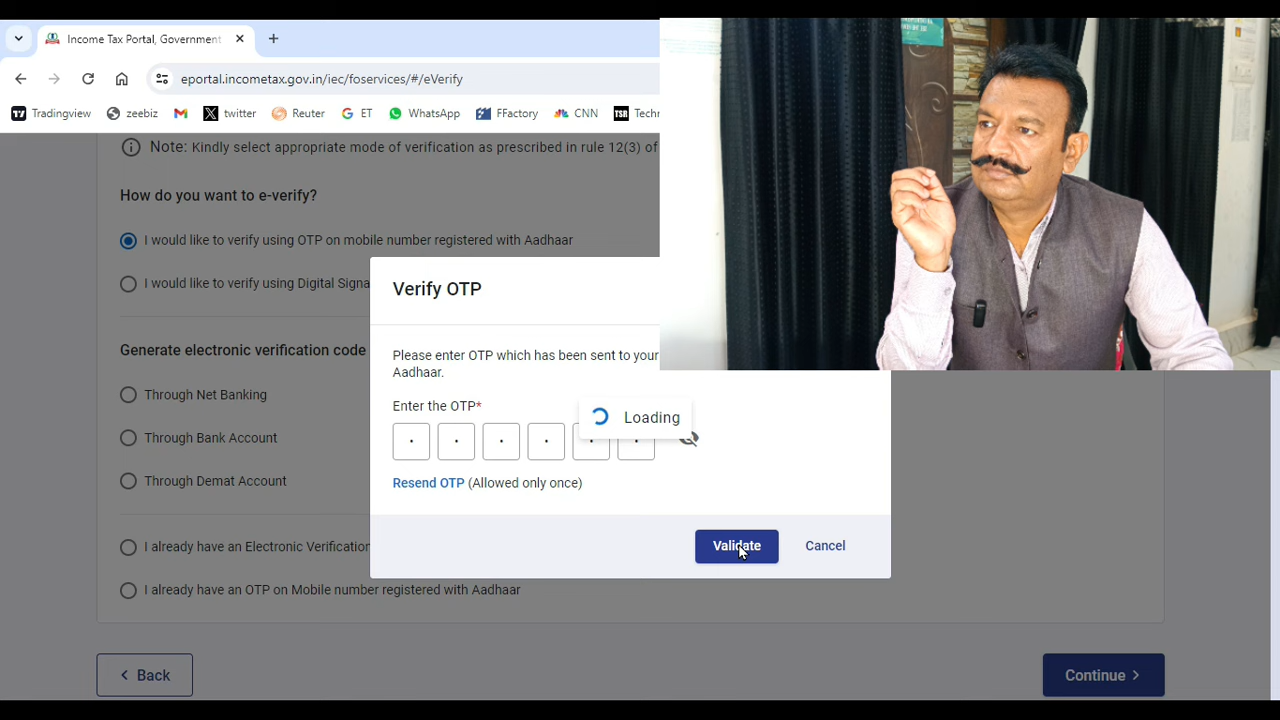 Income Tax Portal, Government
eportal.incometax.gov.in/iec/foservices/#/eVerify
Tradingview zeebiz twitter Reuter ET WhatsApp FFactory CNN Techr
Note: Kindly select appropriate mode of verification as prescribed in rule 12(3) of
How do you want to e-verify?
I would like to verify using OTP on mobile number registered with Aadhaar
I would like to verify using Digital Signa
Generate electronic verification code
Through Net Banking
Through Bank Account
Through Demat Account
I already have an Electronic Verification
I already have an OTP on Mobile number registered with Aadhaar
Verify OTP
Please enter OTP which has been sent to your
Aadhaar.
Enter the OTP*
Loading
Resend OTP (Allowed only once)
Validate Cancel
Back Continue